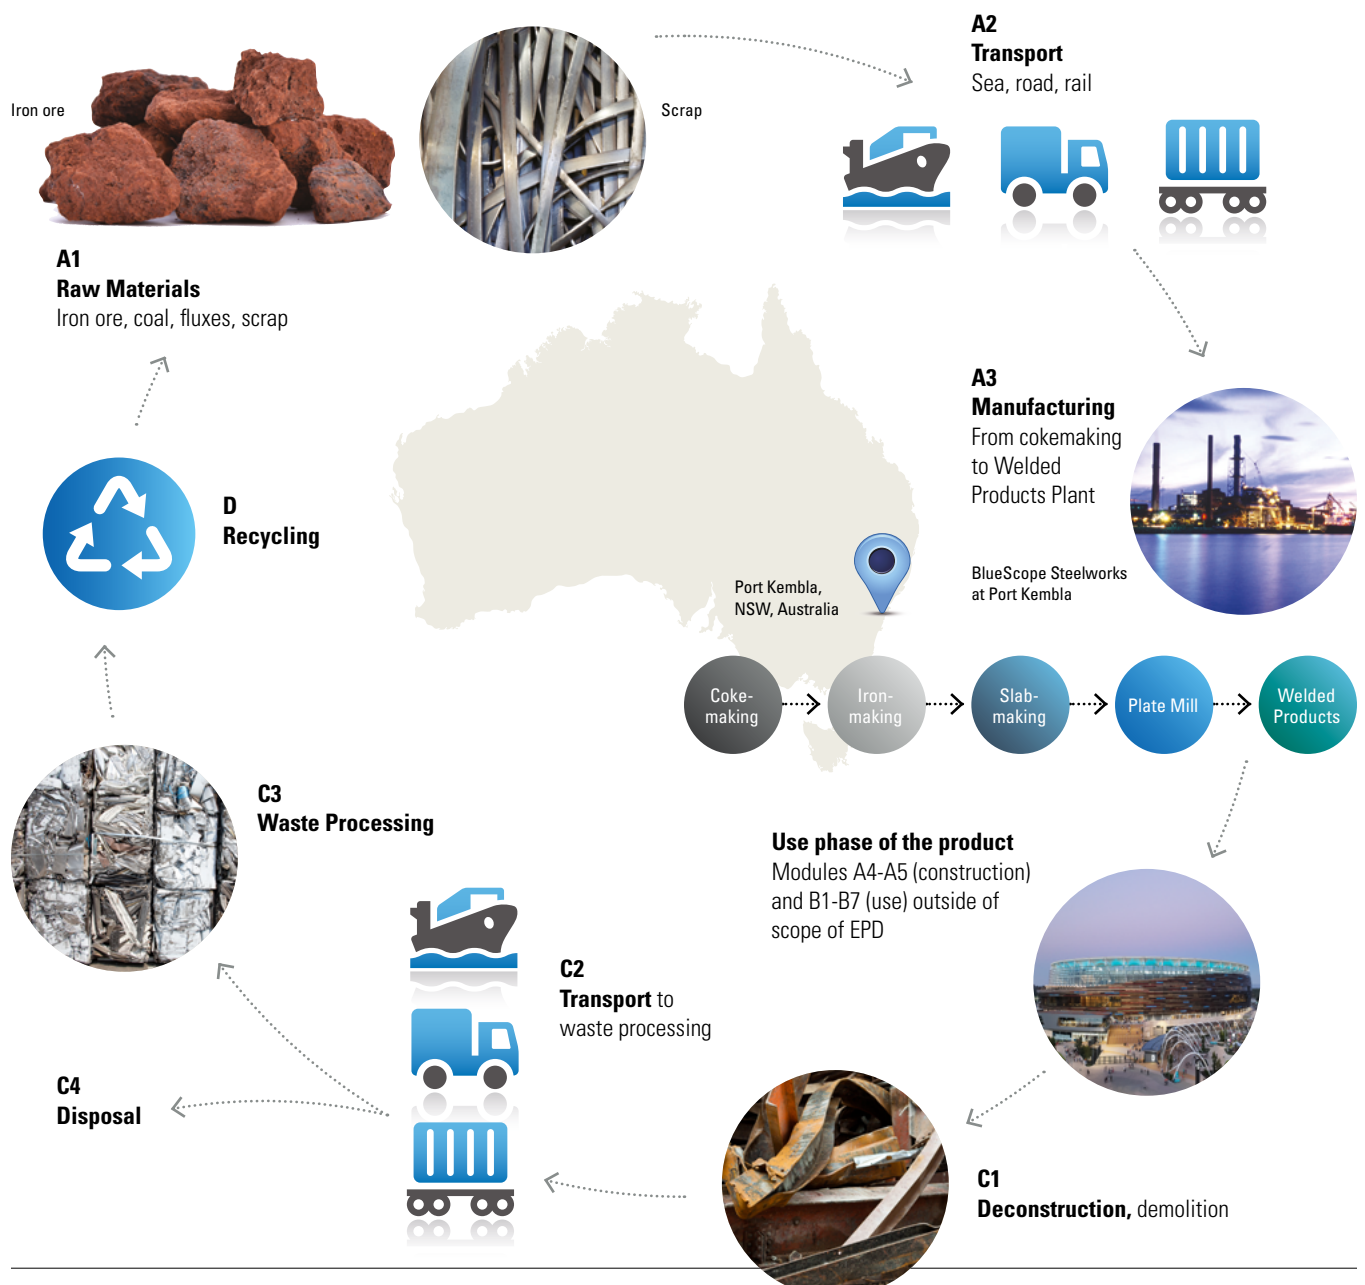 Iron ore
Scrap
A1
Raw Materials
Iron ore, coal, fluxes, scrap
A2
Transport
Sea, road, rail
A3
Manufacturing
From cokemaking
to Welded
Products Plant
BlueScope Steelworks
at Port Kembla
Port Kembla,
NSW, Australia
Coke-
making
Iron-
making
Slab-
making
Plate Mill
Welded
Products
Use phase of the product
Modules A4-A5 (construction)
and B1-B7 (use) outside of
scope of EPD
C1
Deconstruction, demolition
C2
Transport to
waste processing
C3
Waste Processing
C4
Disposal
D
Recycling